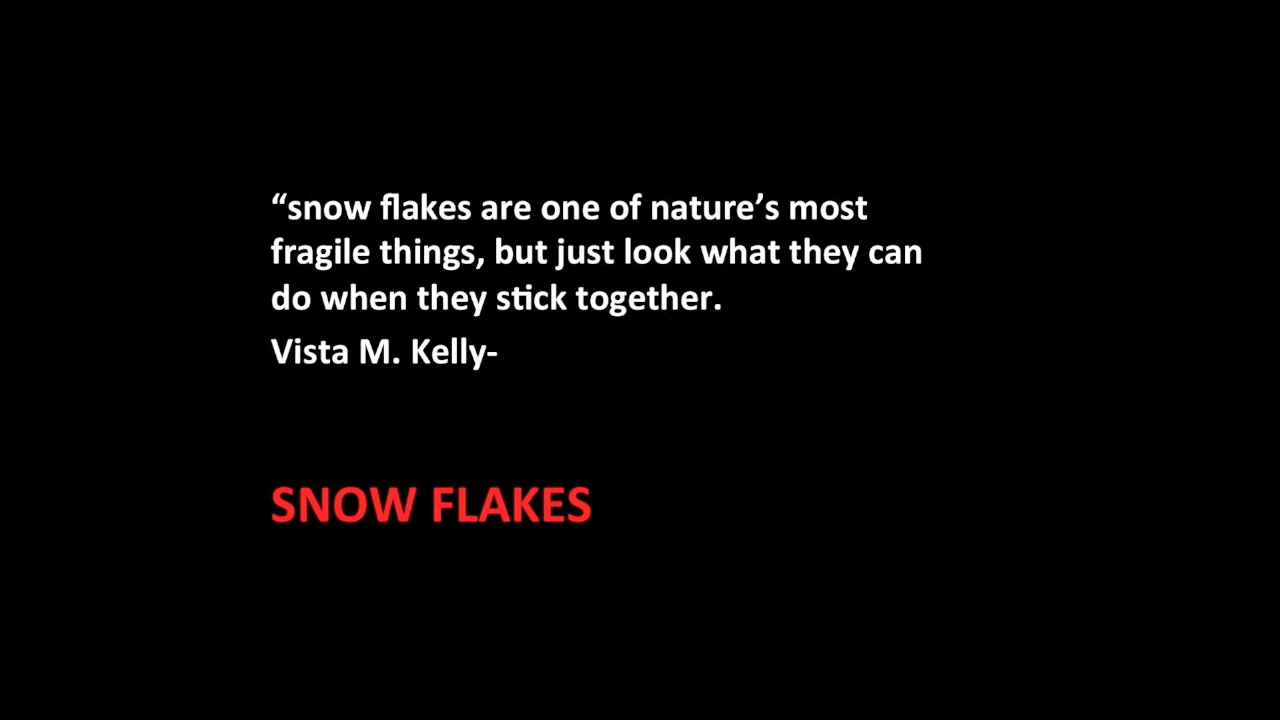 “snow flakes are one of nature’s most
fragile things, but just look what they can
do when they stick together.
Vista M. Kelly-
SNOW FLAKES